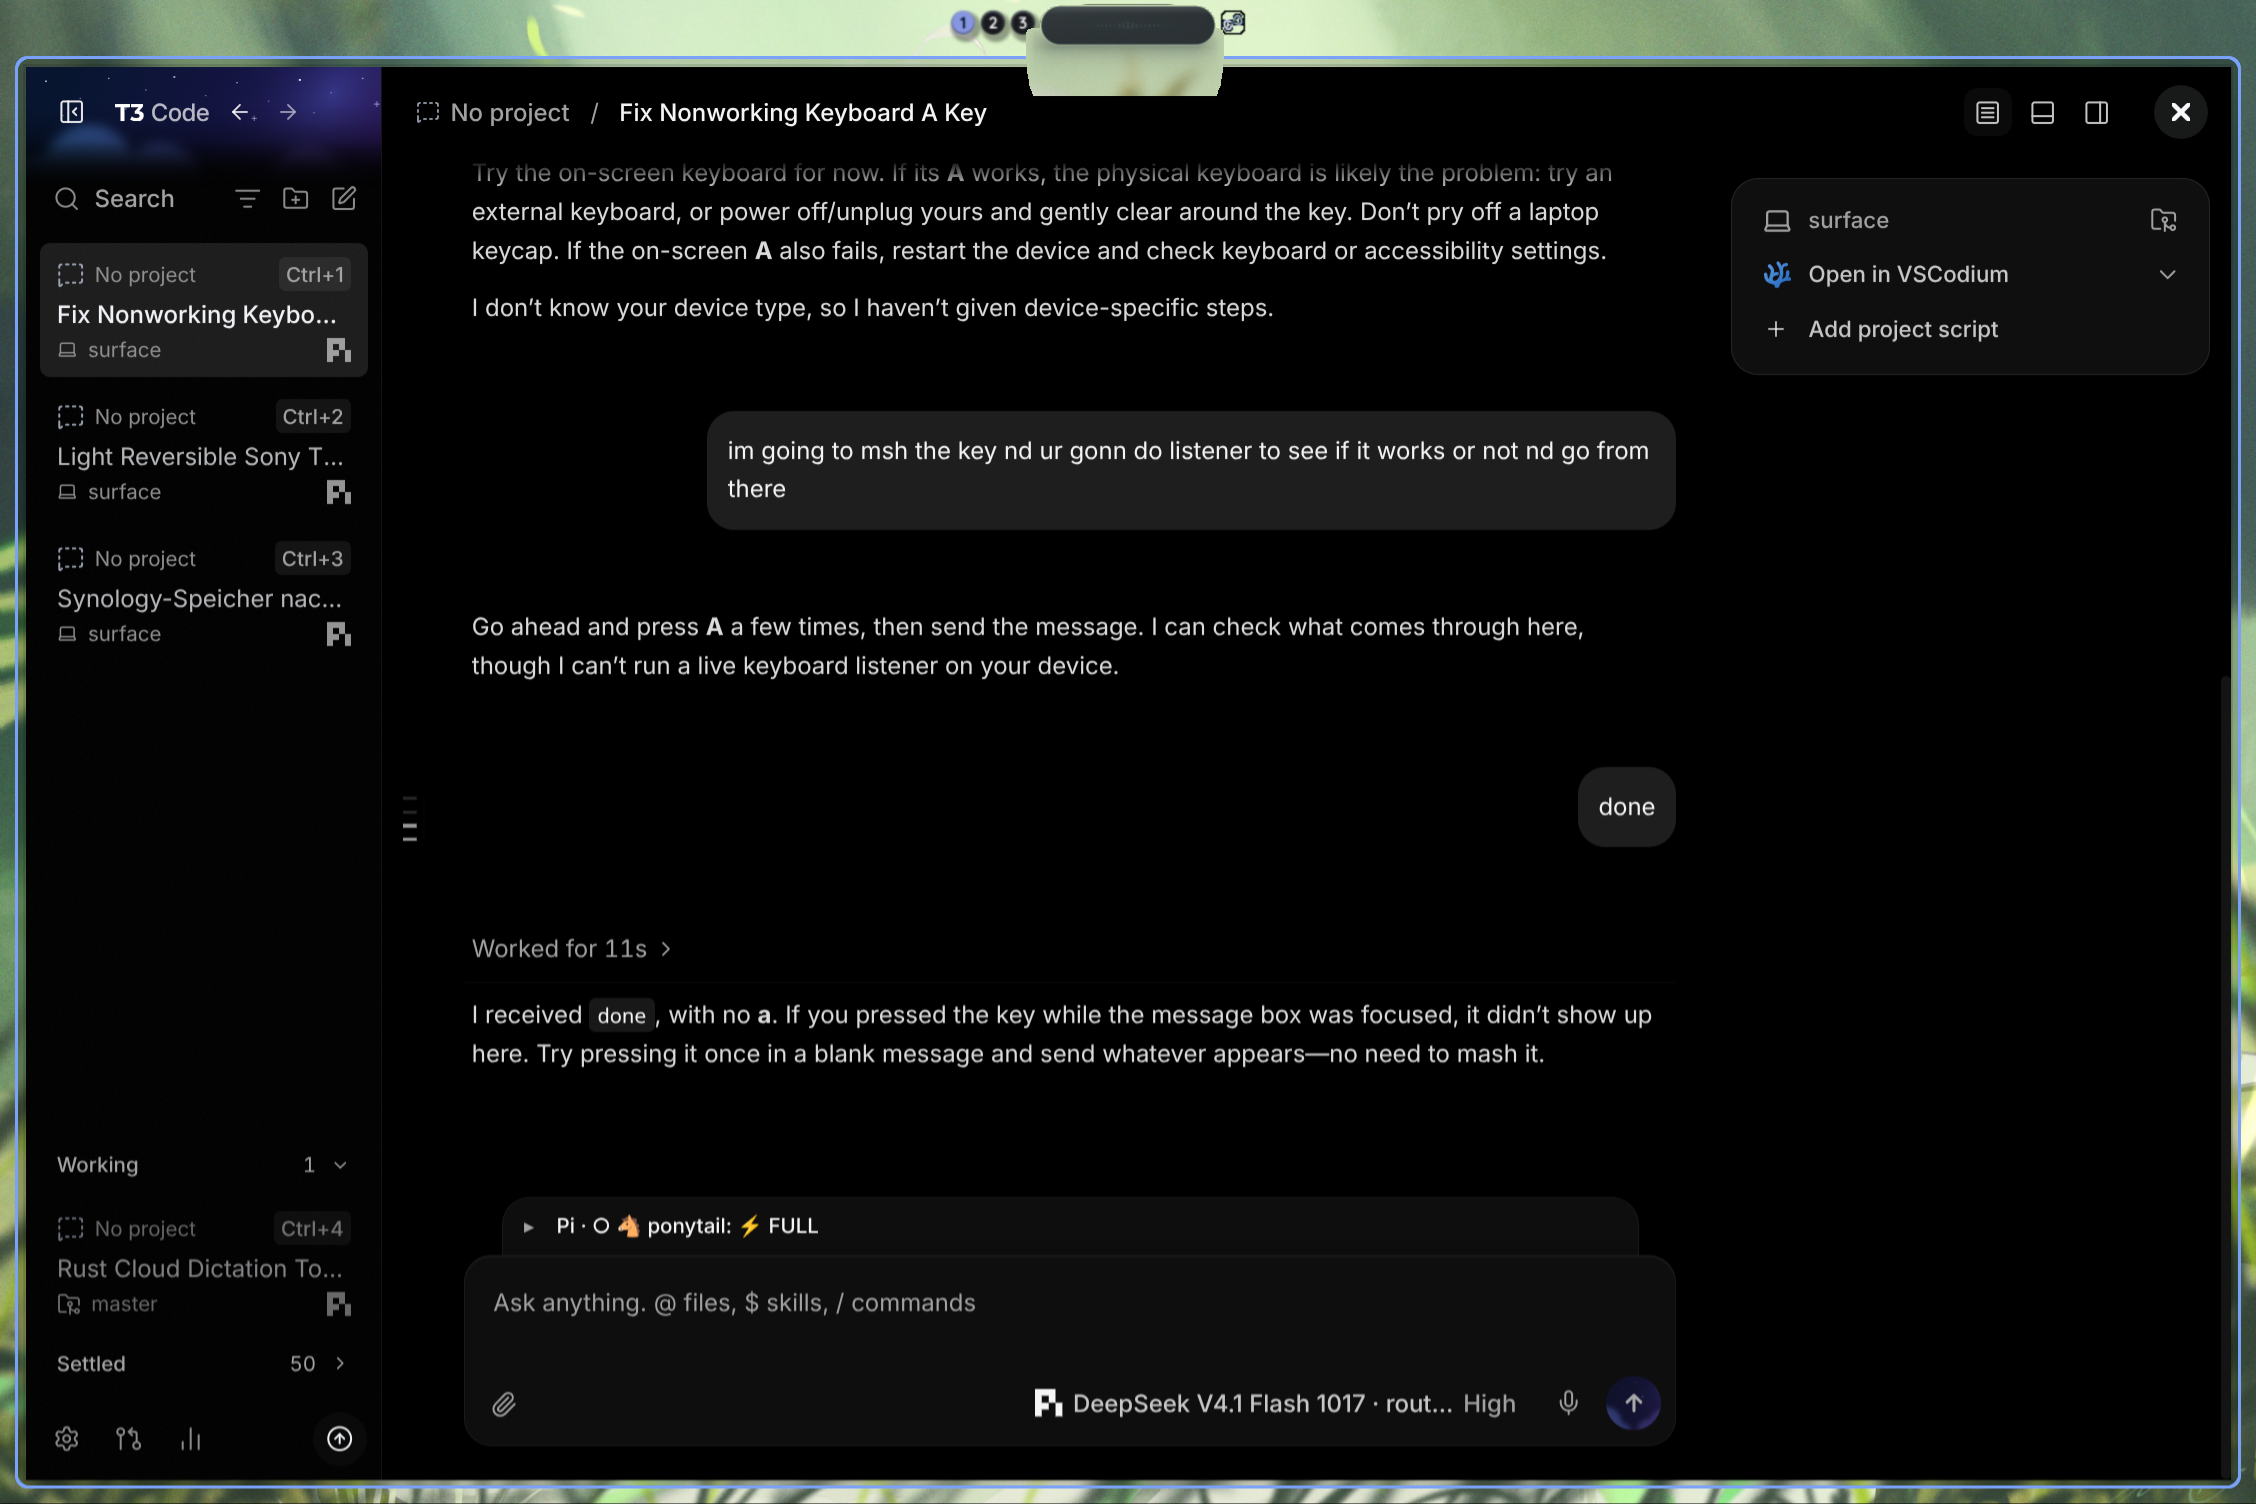 1 2 3
T3 Code
Search
No project Ctrl+1
Fix Nonworking Keybo...
surface
No project Ctrl+2
Light Reversible Sony T...
surface
No project Ctrl+3
Synology-Speicher nac...
surface
Working 1
No project Ctrl+4
Rust Cloud Dictation To...
master
Settled 50
No project / Fix Nonworking Keyboard A Key
Try the on-screen keyboard for now. If its A works, the physical keyboard is likely the problem: try an
external keyboard, or power off/unplug yours and gently clear around the key. Don’t pry off a laptop
keycap. If the on-screen A also fails, restart the device and check keyboard or accessibility settings.
I don’t know your device type, so I haven’t given device-specific steps.
im going to msh the key nd ur gonn do listener to see if it works or not nd go from
there
Go ahead and press A a few times, then send the message. I can check what comes through here,
though I can’t run a live keyboard listener on your device.
done
Worked for 11s
I received done, with no a. If you pressed the key while the message box was focused, it didn’t show up
here. Try pressing it once in a blank message and send whatever appears—no need to mash it.
Pi · O 🐴 ponytail: ⚡ FULL
Ask anything. @ files, $ skills, / commands
DeepSeek V4.1 Flash 1017 · rout... High
surface
Open in VSCodium
Add project script